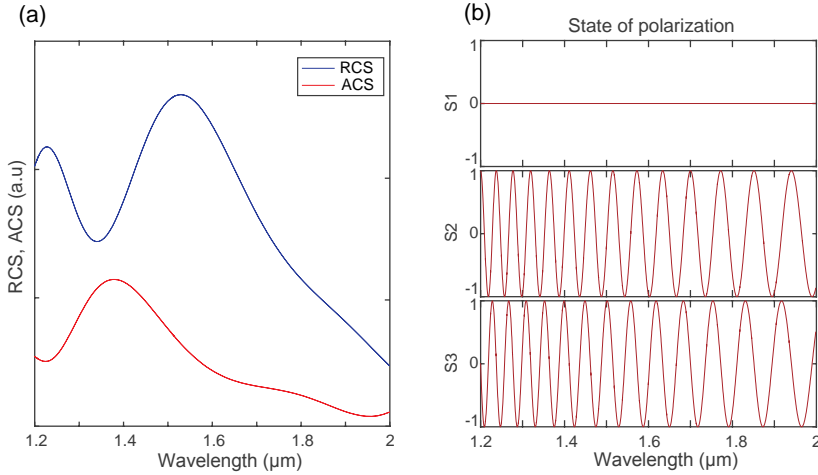 (a)
RCS
ACS
RCS, ACS (a.u)
1.2 1.4 1.6 1.8 2
Wavelength (μm)
(b)
State of polarization
1
0
-1
S1
1
0
-1
S2
1
0
-1
S3
1.2 1.4 1.6 1.8 2
Wavelength (μm)